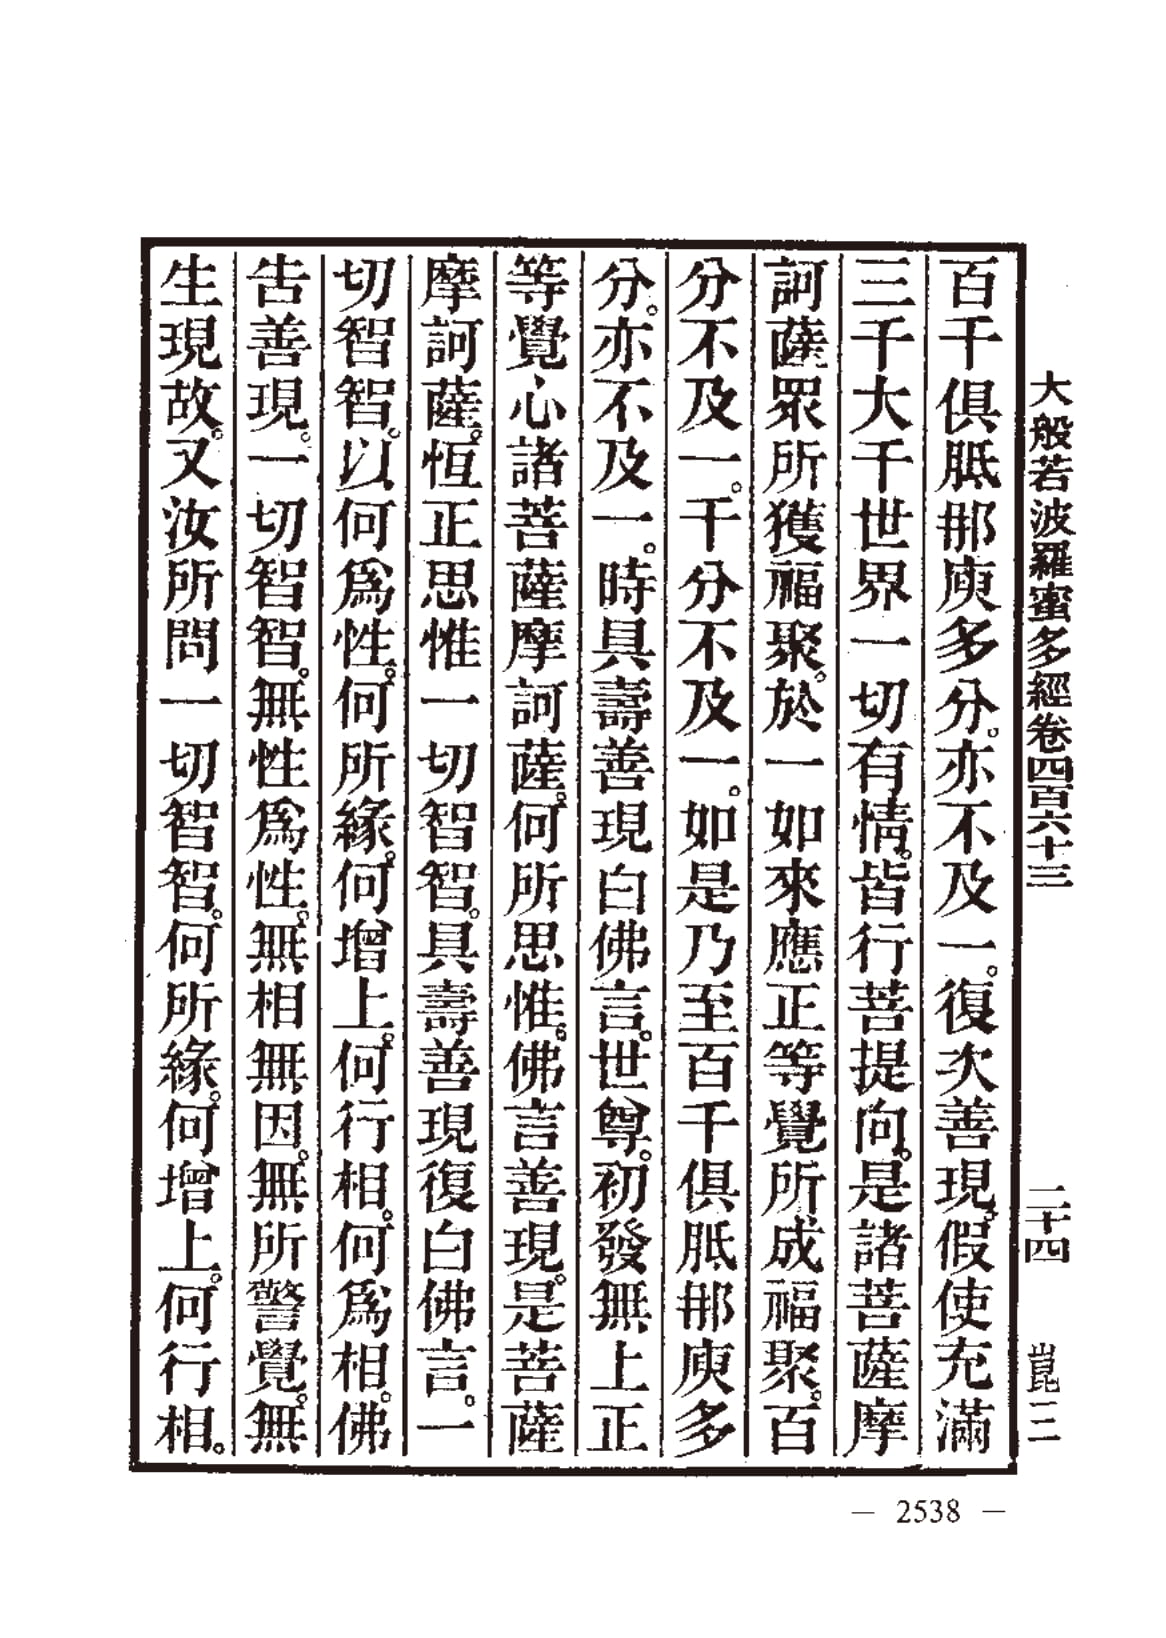 大般若波羅蜜多經卷四百六十三　二十四　崑三
百千俱胝那庾多分。亦不及一。復次善現。假使充滿
三千大千世界一切有情。皆行菩提向。是諸菩薩摩
訶薩眾所獲福聚。於一如來應正等覺所成福聚。百
分不及一。千分不及一。如是乃至百千俱胝那庾多
分。亦不及一。時具壽善現白佛言。世尊。初發無上正
等覺心諸菩薩摩訶薩。何所思惟。佛言善現。是菩薩
摩訶薩。恆正思惟一切智智。具壽善現復白佛言。一
切智智。以何為性。何所緣。何增上。何行相。何為相。佛
告善現。一切智智。無性為性。無相無因。無所警覺。無
生現故。又汝所問一切智智。何所緣。何增上。何行相。
— 2538 —